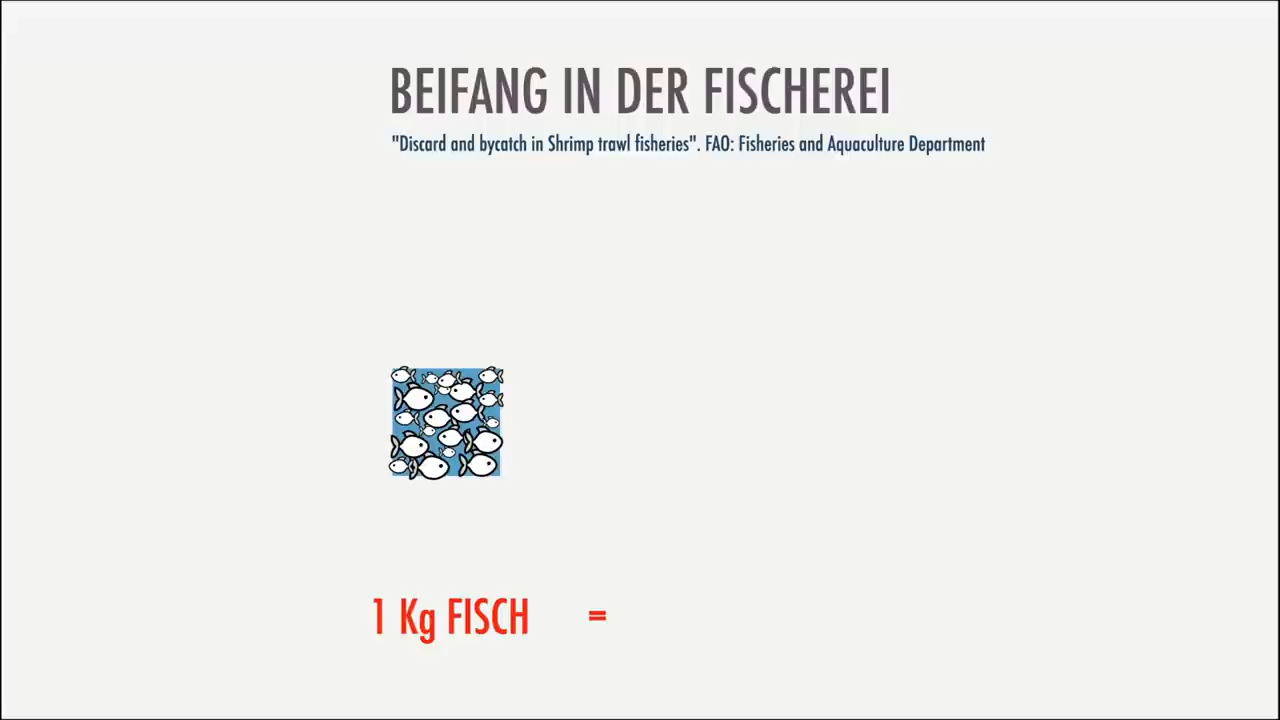 BEIFANG IN DER FISCHEREI
"Discard and bycatch in Shrimp trawl fisheries". FAO: Fisheries and Aquaculture Department
1 Kg FISCH =